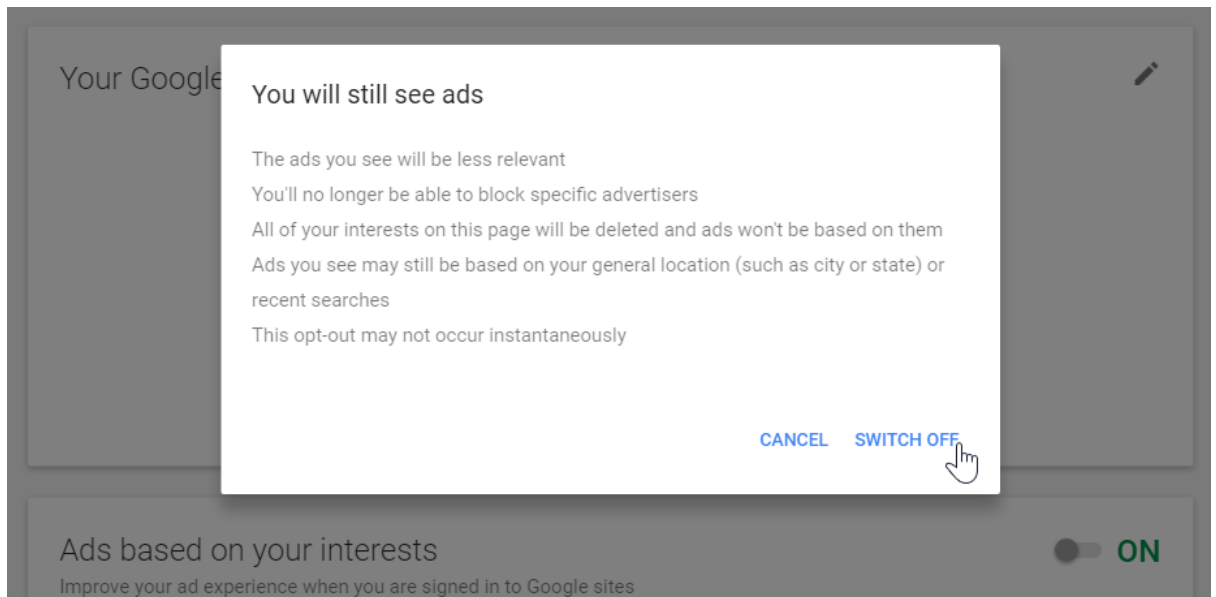 Your Google
You will still see ads
The ads you see will be less relevant
You'll no longer be able to block specific advertisers
All of your interests on this page will be deleted and ads won't be based on them
Ads you see may still be based on your general location (such as city or state) or
recent searches
This opt-out may not occur instantaneously
CANCEL SWITCH OFF
Ads based on your interests
ON
Improve your ad experience when you are signed in to Google sites